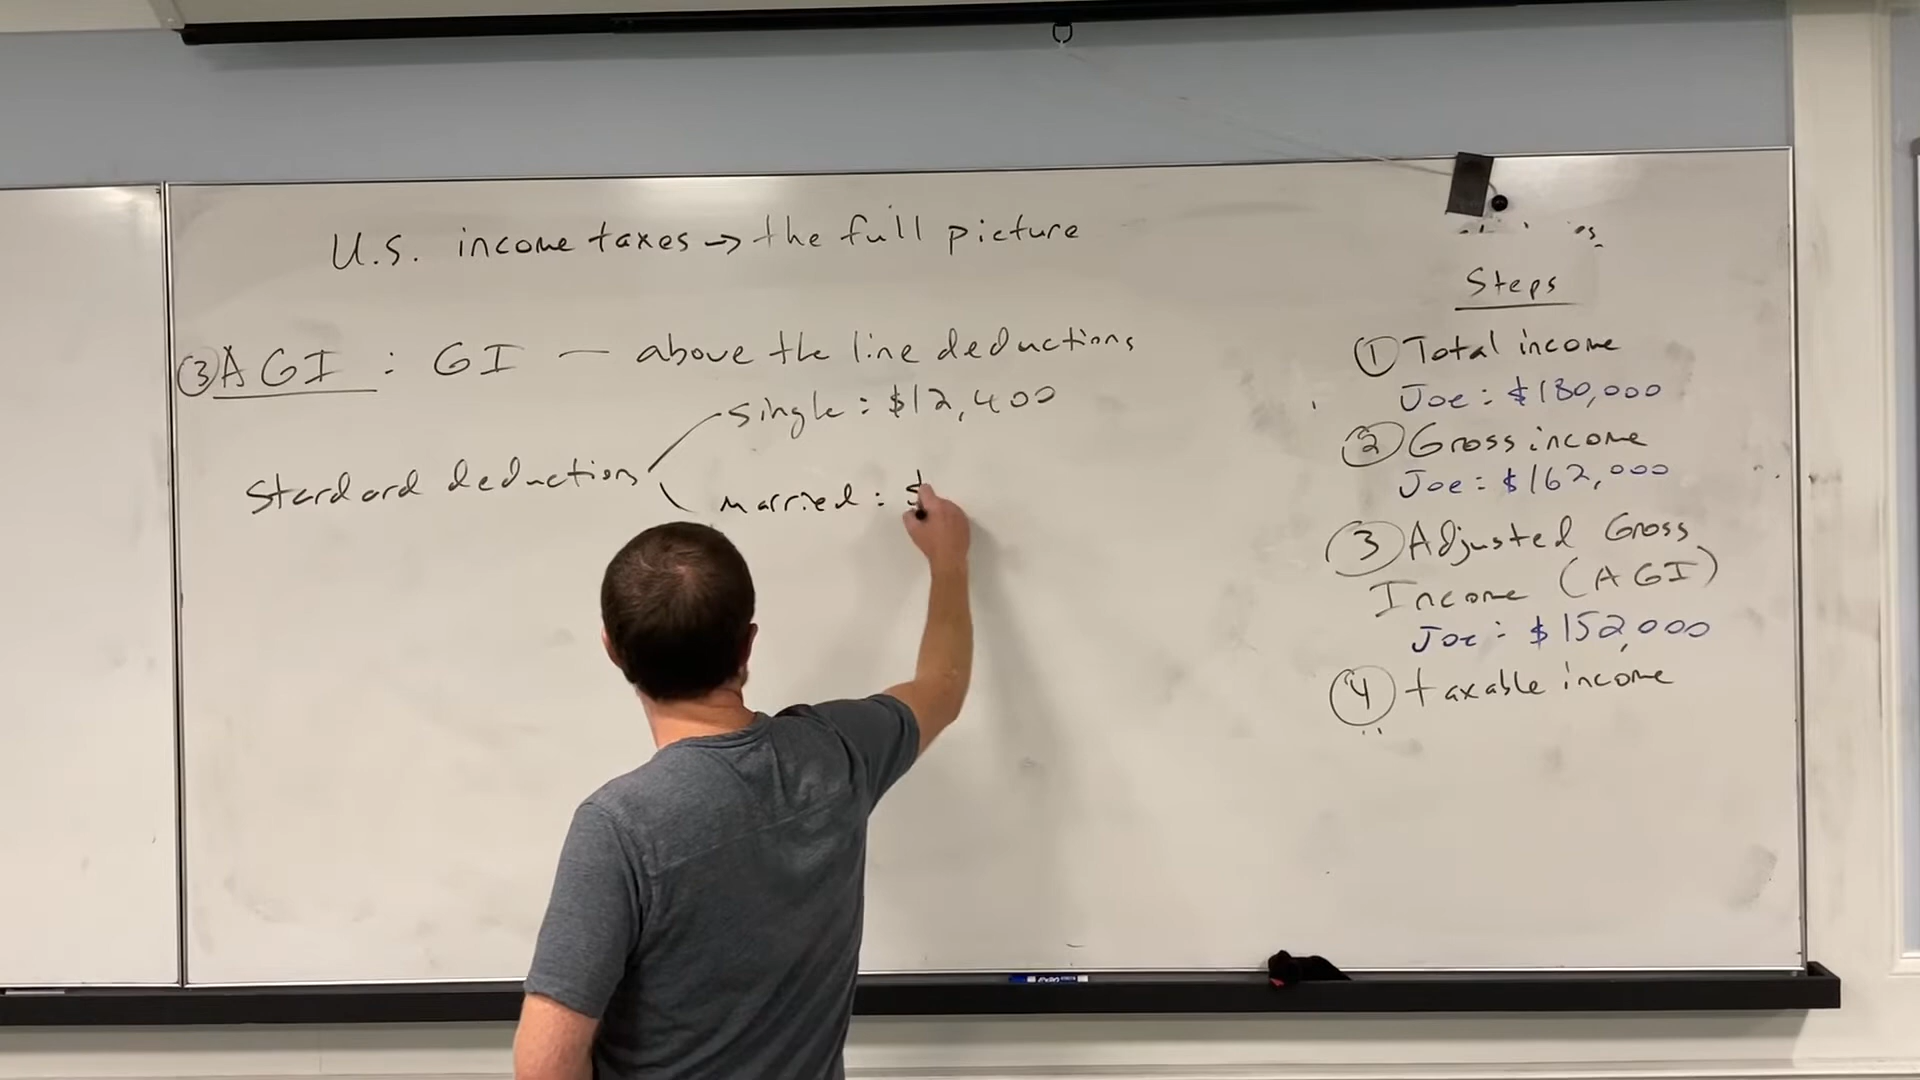 U.S. income taxes → the full picture
③ AGI : GI — above the line deductions
single : $12,400
Standard deductions
married : $
Steps
① Total income
Joe : $180,000
② Gross income
Joe : $162,000
③ Adjusted Gross
Income (AGI)
Joe : $152,000
④ taxable income
EXPO